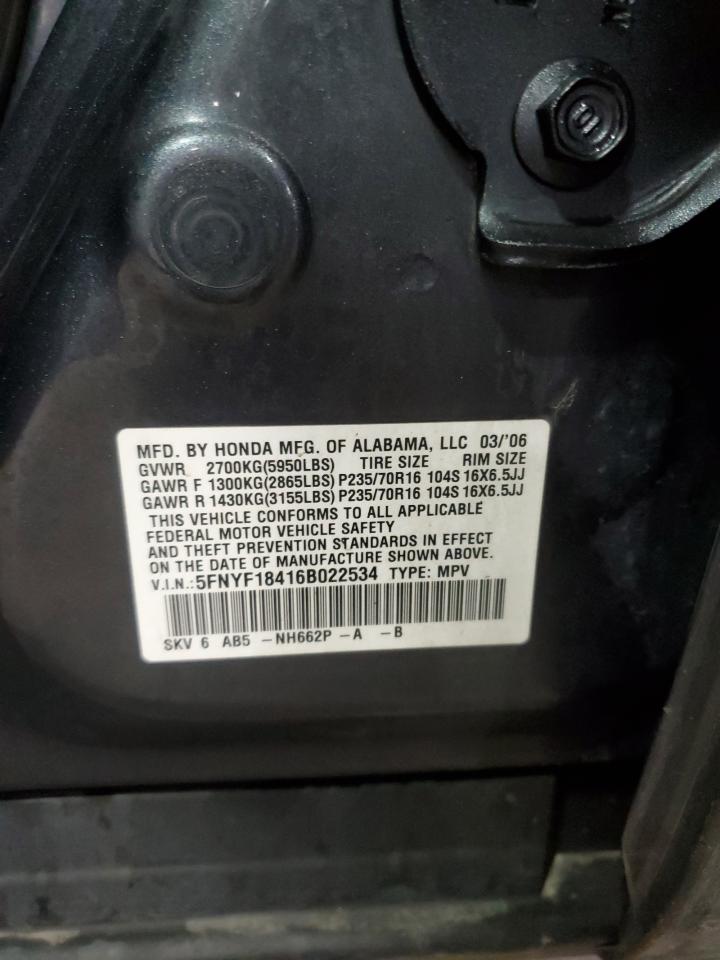 MFD. BY HONDA MFG. OF ALABAMA, LLC 03/'06
GVWR 2700KG(5950LBS) TIRE SIZE RIM SIZE
GAWR F 1300KG(2865LBS) P235/70R16 104S 16X6.5JJ
GAWR R 1430KG(3155LBS) P235/70R16 104S 16X6.5JJ
THIS VEHICLE CONFORMS TO ALL APPLICABLE
FEDERAL MOTOR VEHICLE SAFETY
AND THEFT PREVENTION STANDARDS IN EFFECT
ON THE DATE OF MANUFACTURE SHOWN ABOVE.
V.I.N.:5FNYF18416B022534 TYPE: MPV
SKV 6 AB5 -NH662P -A -B